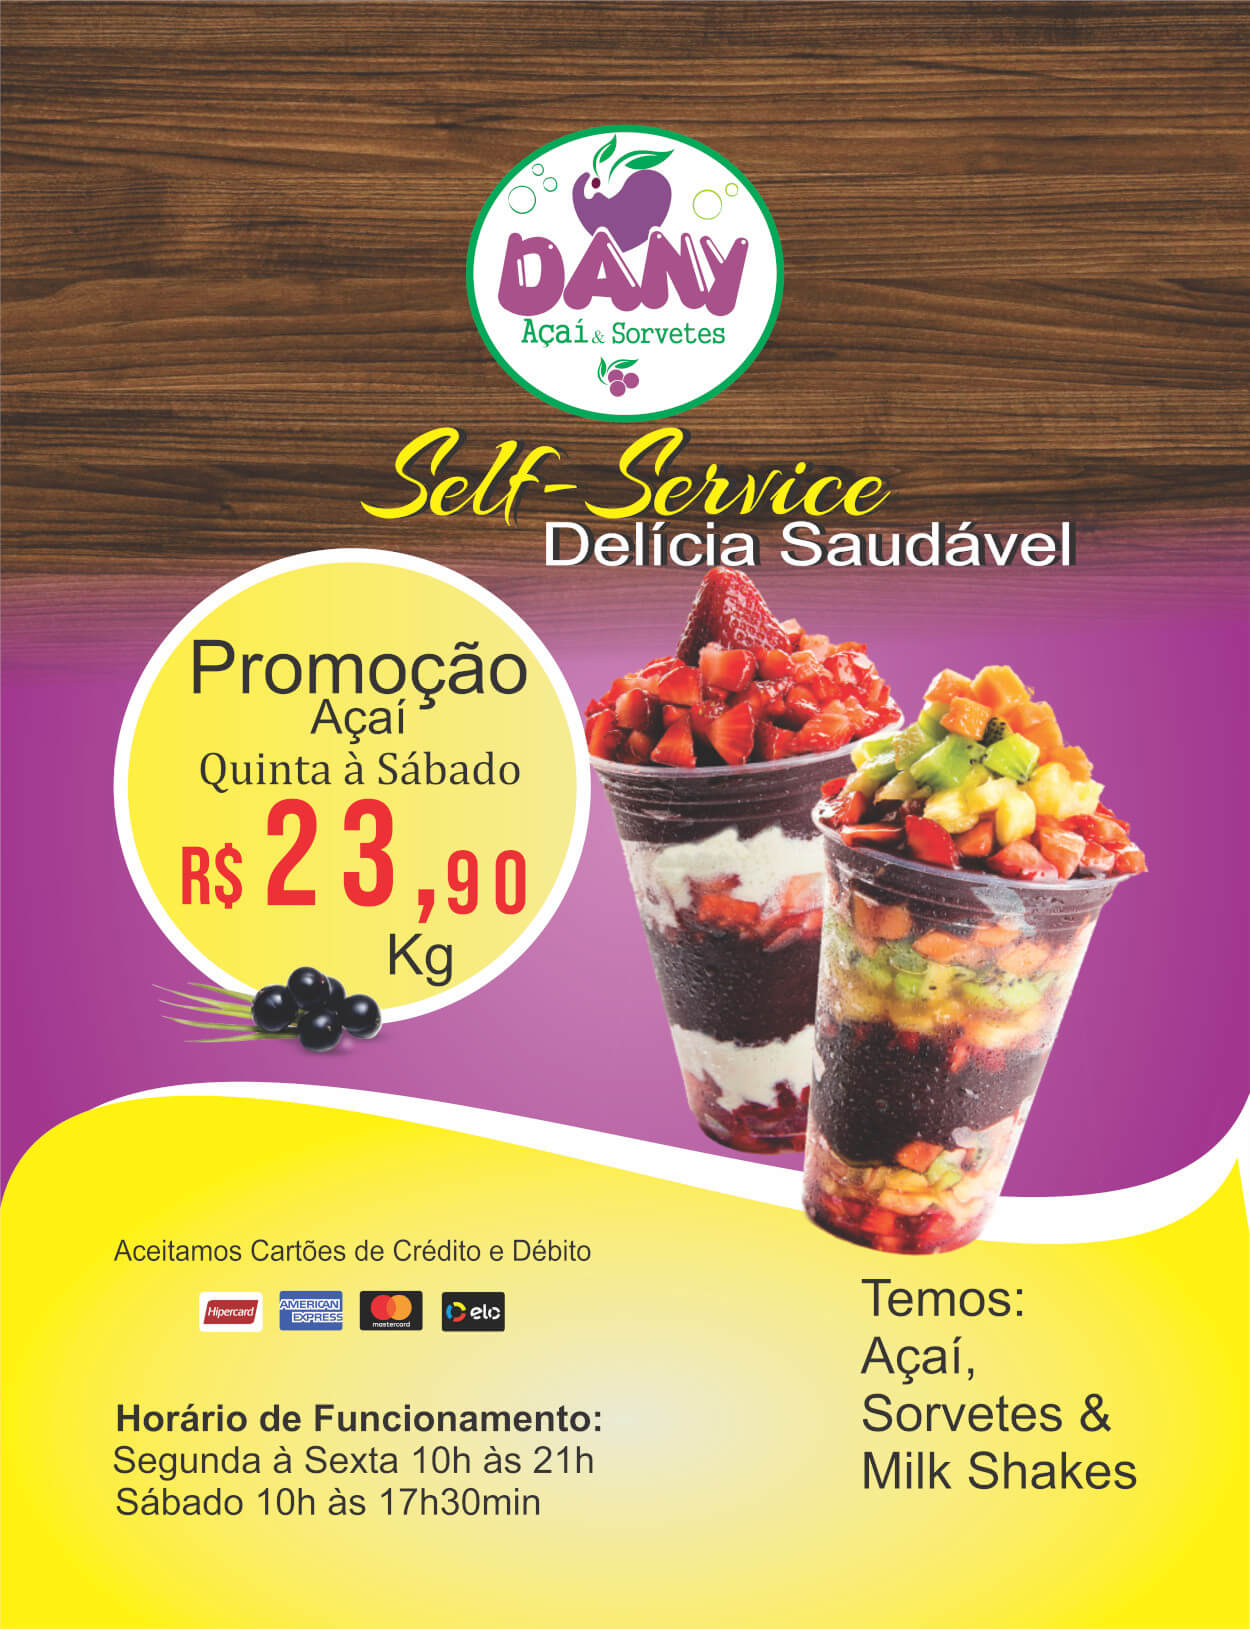 DANY
Açaí & Sorvetes
Self-Service
Delícia Saudável
Promoção
Açaí
Quinta à Sábado
R$ 23,90
Kg
Aceitamos Cartões de Crédito e Débito
Hipercard
AMERICAN
EXPRESS
mastercard
elo
Horário de Funcionamento:
Segunda à Sexta 10h às 21h
Sábado 10h às 17h30min
Temos:
Açaí,
Sorvetes &
Milk Shakes